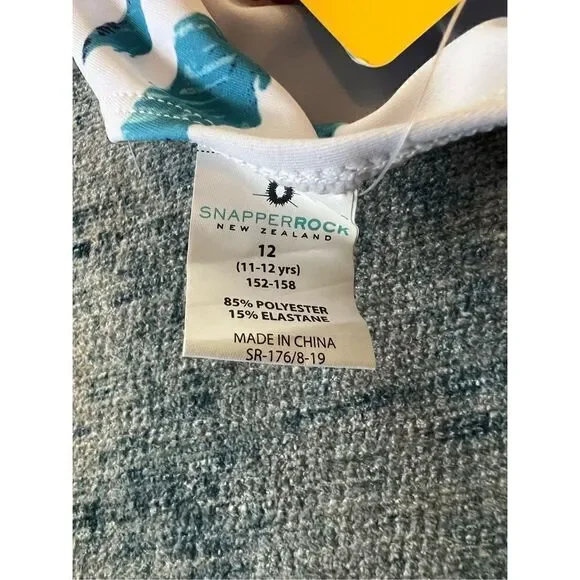 SNAPPERROCK
NEW ZEALAND
12
(11-12 yrs)
152-158
85% POLYESTER
15% ELASTANE
MADE IN CHINA
SR-176/8-19